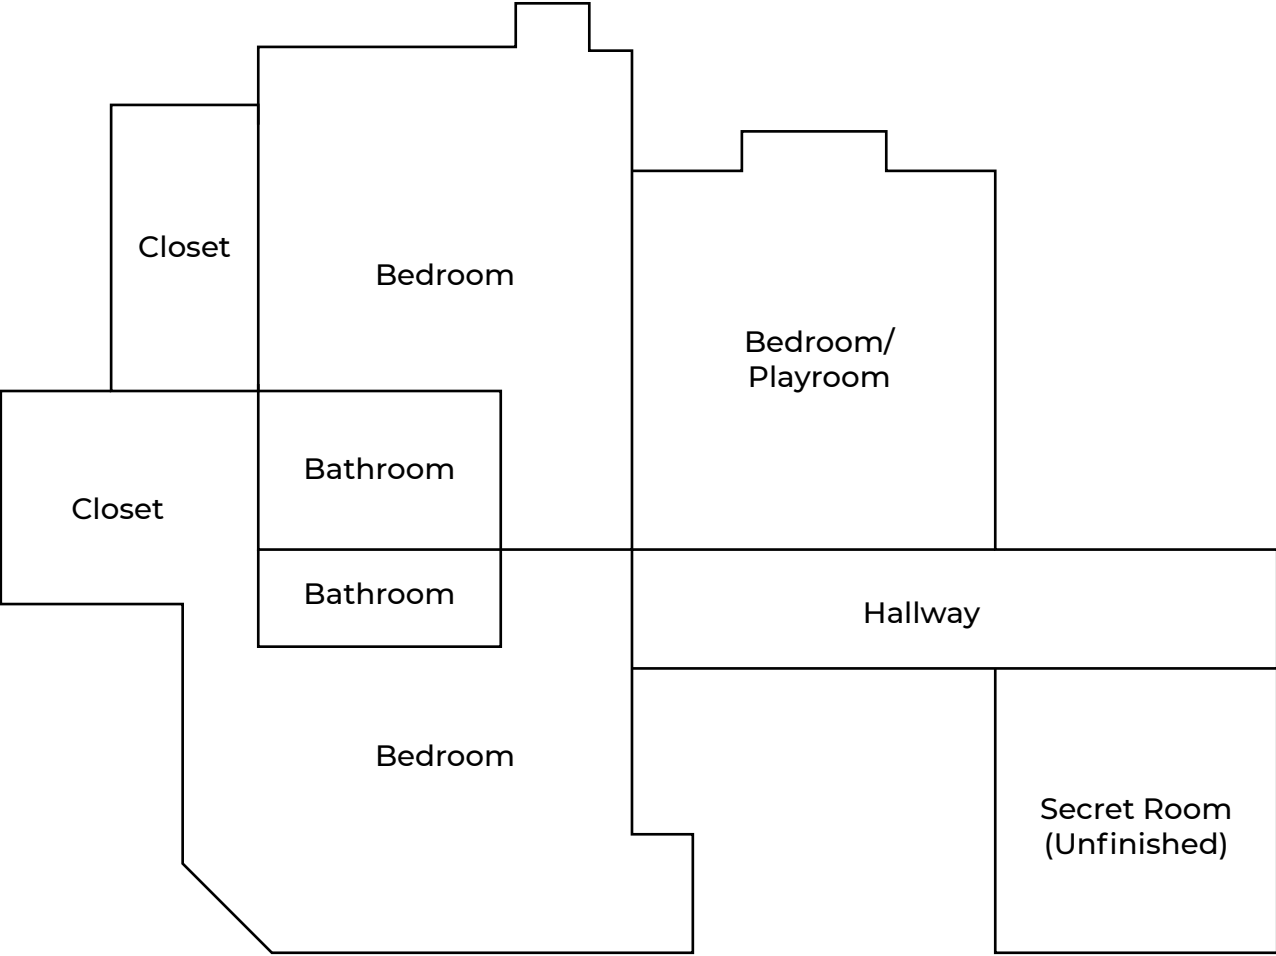 Closet
Bedroom
Bedroom/
Playroom
Bathroom
Closet
Bathroom
Hallway
Bedroom
Secret Room
(Unfinished)